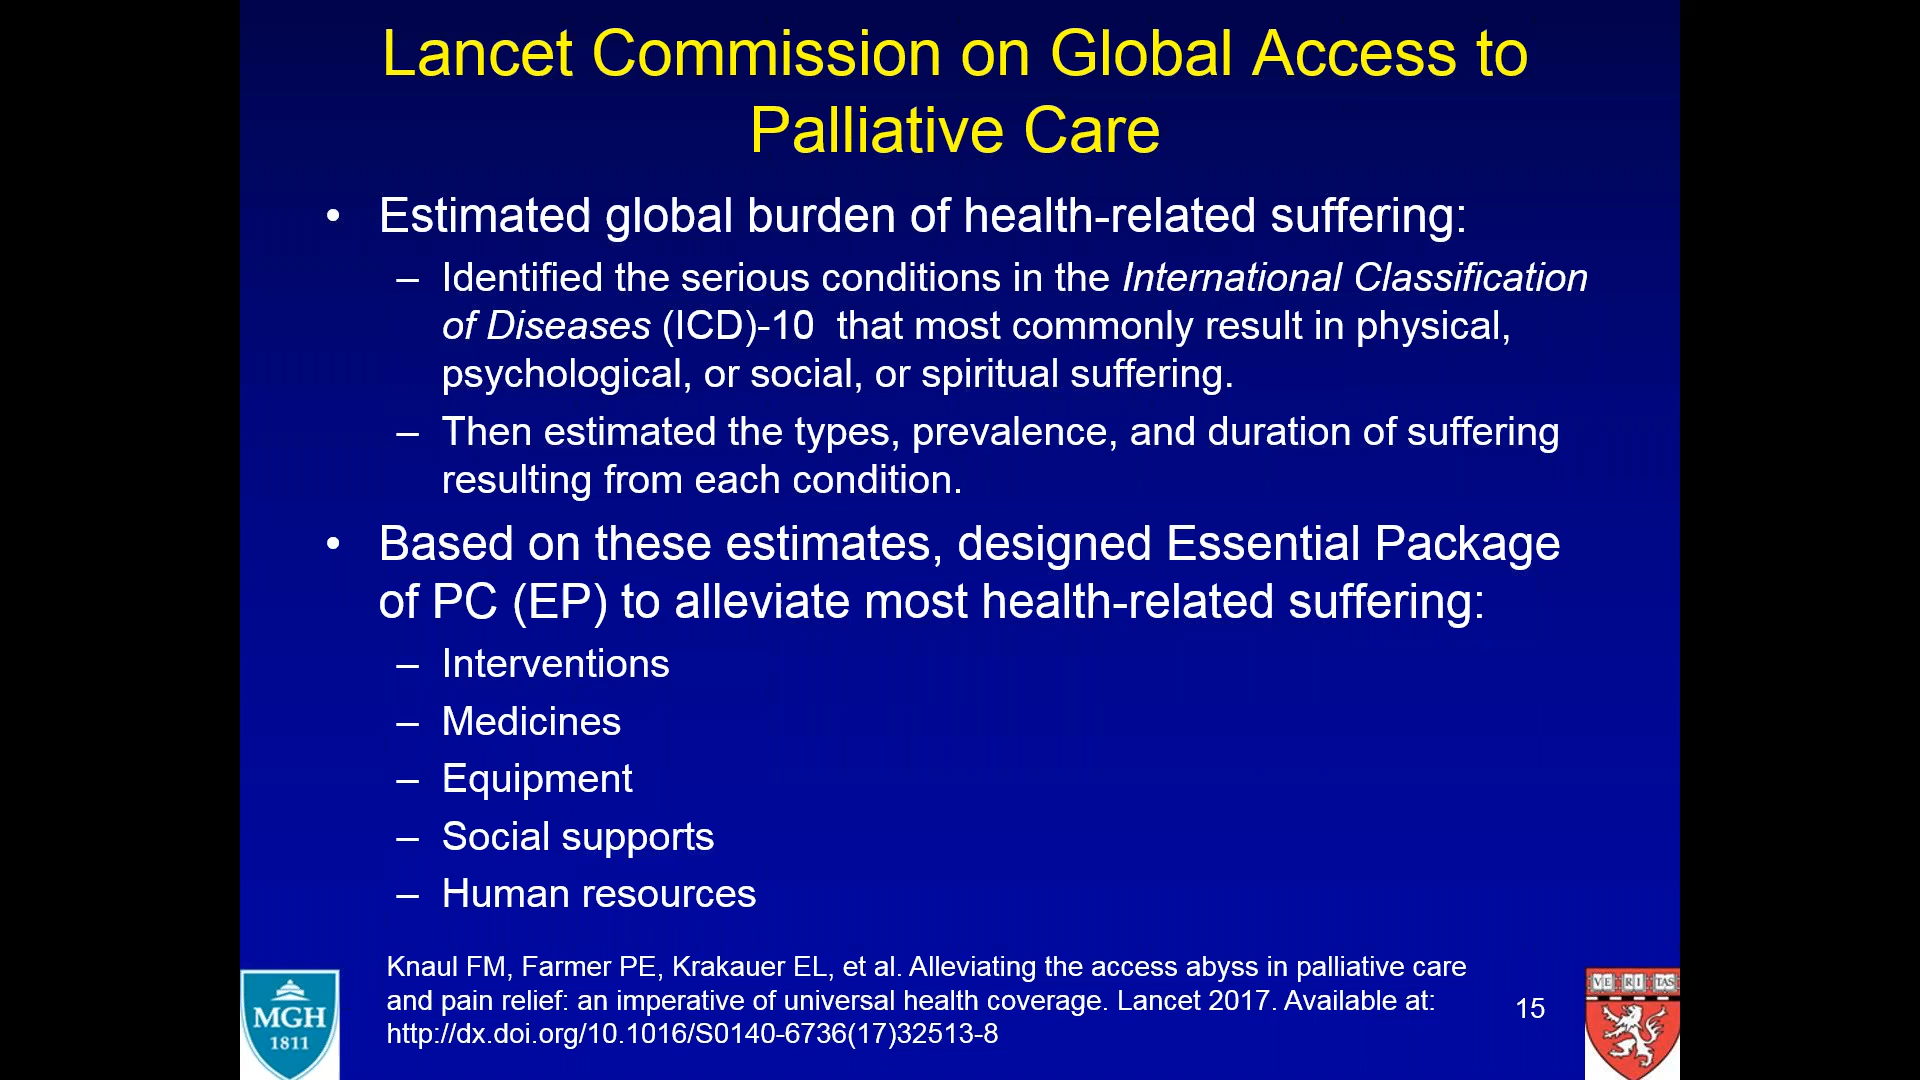 Lancet Commission on Global Access to
Palliative Care
• Estimated global burden of health-related suffering:
– Identified the serious conditions in the International Classification
of Diseases (ICD)-10  that most commonly result in physical,
psychological, or social, or spiritual suffering.
– Then estimated the types, prevalence, and duration of suffering
resulting from each condition.
• Based on these estimates, designed Essential Package
of PC (EP) to alleviate most health-related suffering:
– Interventions
– Medicines
– Equipment
– Social supports
– Human resources
Knaul FM, Farmer PE, Krakauer EL, et al. Alleviating the access abyss in palliative care
and pain relief: an imperative of universal health coverage. Lancet 2017. Available at:
http://dx.doi.org/10.1016/S0140-6736(17)32513-8
15
MGH
1811
VE RI TAS